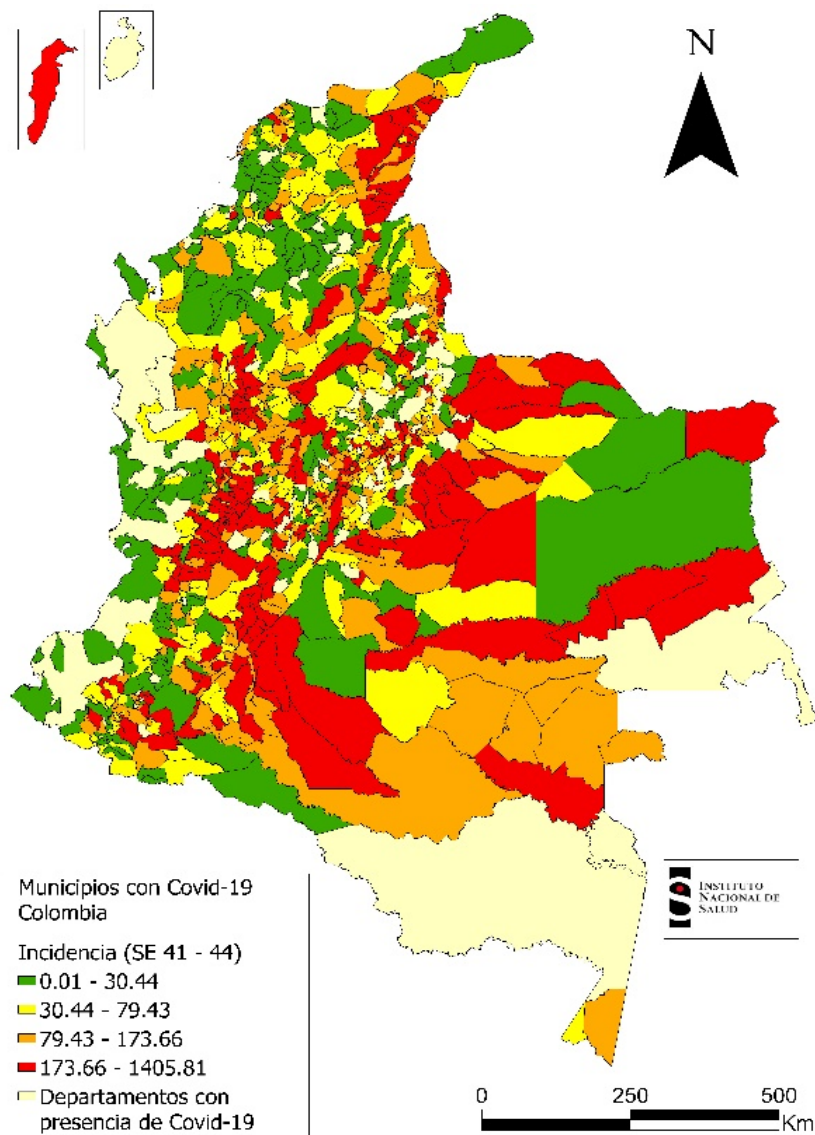 N
Municipios con Covid-19
Colombia
Incidencia (SE 41 - 44)
0.01 - 30.44
30.44 - 79.43
79.43 - 173.66
173.66 - 1405.81
Departamentos con
presencia de Covid-19
INSTITUTO
NACIONAL DE
SALUD
0 250 500
Km